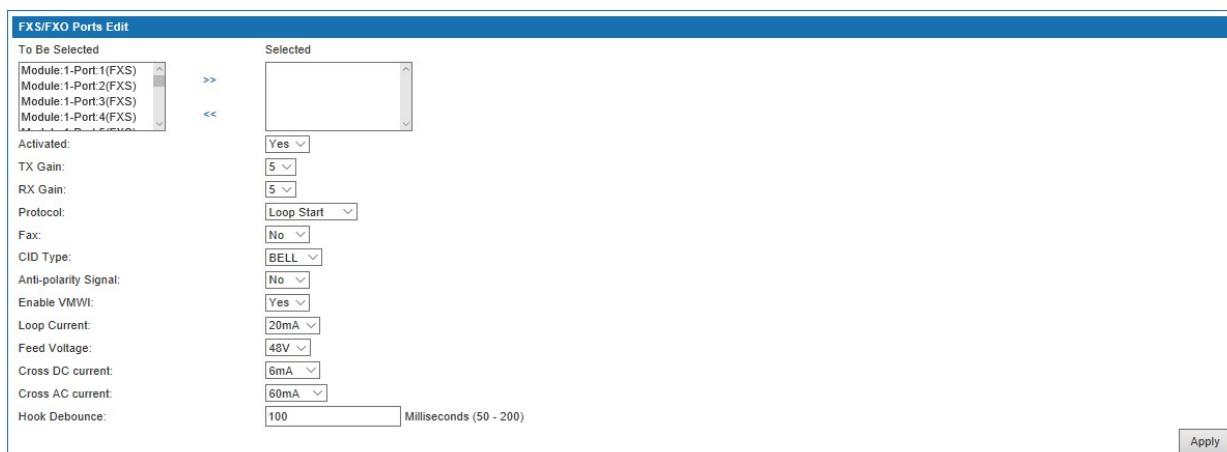 FXS/FXO Ports Edit
To Be Selected Selected
Module:1-Port:1(FXS)
Module:1-Port:2(FXS) >>
Module:1-Port:3(FXS)
Module:1-Port:4(FXS) <<
Activated: Yes
TX Gain: 5
RX Gain: 5
Protocol: Loop Start
Fax: No
CID Type: BELL
Anti-polarity Signal: No
Enable VMWI: Yes
Loop Current: 20mA
Feed Voltage: 48V
Cross DC current: 6mA
Cross AC current: 60mA
Hook Debounce: 100 Milliseconds (50 - 200)
Apply